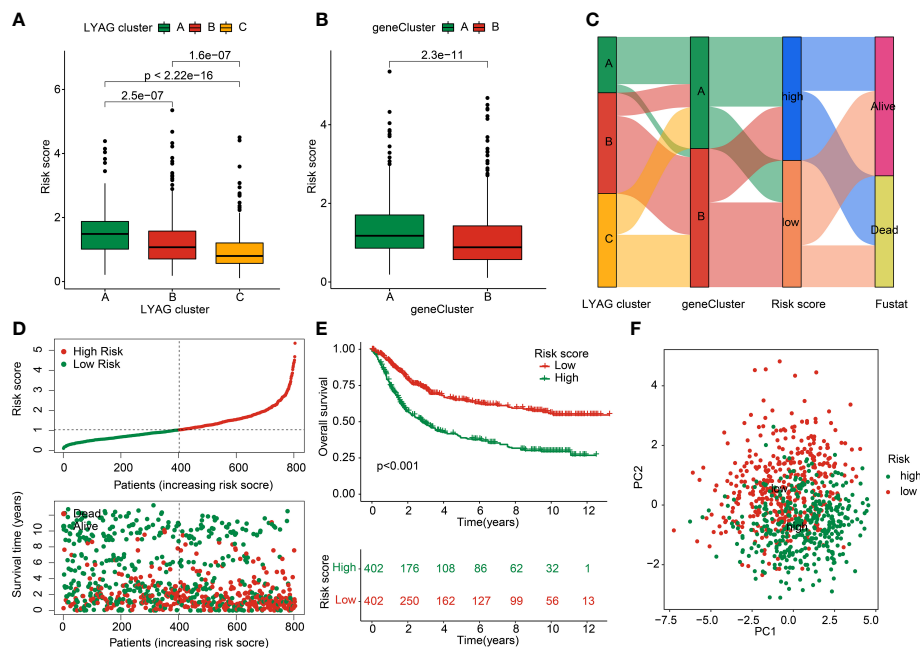 A
LYAG cluster A B C
Risk score
6
4
2
0
1.6e−07
p < 2.22e−16
2.5e−07
A B C
LYAG cluster
B
geneCluster A B
Risk score
4
2
0
2.3e−11
A B
geneCluster
C
A
B
C
A
B
high
low
Alive
Dead
LYAG cluster geneCluster Risk score Fustat
D
High Risk
Low Risk
Risk score
5
4
3
2
1
0
0 200 400 600 800
Patients (increasing risk socre)
Dead
Alive
Survival time (years)
10
8
6
4
2
0
0 200 400 600 800
Patients (increasing risk socre)
E
Risk score
Low
High
Overall survival
1.00
0.75
0.50
0.25
0.00
p<0.001
0 2 4 6 8 10 12
Time(years)
Risk score
High 402 176 108 86 62 32 1
Low 402 250 162 127 99 56 13
0 2 4 6 8 10 12
Time(years)
F
PC2
4
2
0
−2
low
high
−7.5 −5.0 −2.5 0.0 2.5 5.0
PC1
Risk
high
low